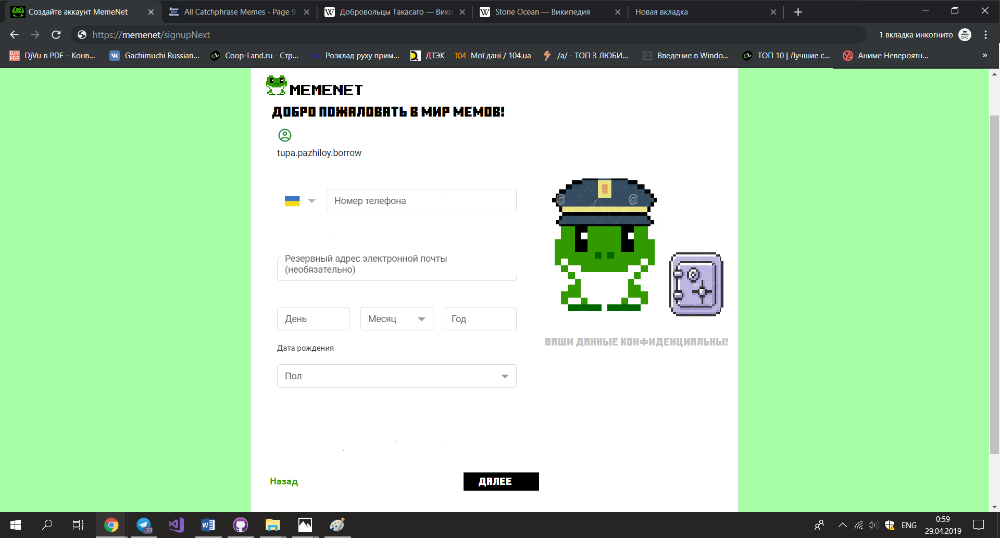 Создайте аккаунт MemeNet
All Catchphrase Memes - Page 9
Добровольцы Такасаго — Вики
Stone Ocean — Википедия
Новая вкладка
https://memenet/signupNext
1 вкладка инкогнито
DjVu в PDF – Конв...
Gachimuchi Russian...
Coop-Land.ru - Стр...
Розклад руху прим...
ДТЭК
104 Мої дані / 104.ua
/a/ - ТОП 3 ЛЮБИ...
Введение в Windo...
ТОП 10 | Лучшие с...
Аниме Невероятн...
»
MEMENET
ДОБРО ПОЖАЛОВАТЬ В МИР МЕМОВ!
tupa.pazhiloy.borrow
Номер телефона
Резервный адрес электронной почты
(необязательно)
День
Месяц
Год
Дата рождения
Пол
ВАШИ ДАННЫЕ КОНФИДЕНЦИАЛЬНЫ!
Назад
ДАЛЕЕ
..33
ENG
0:59
29.04.2019